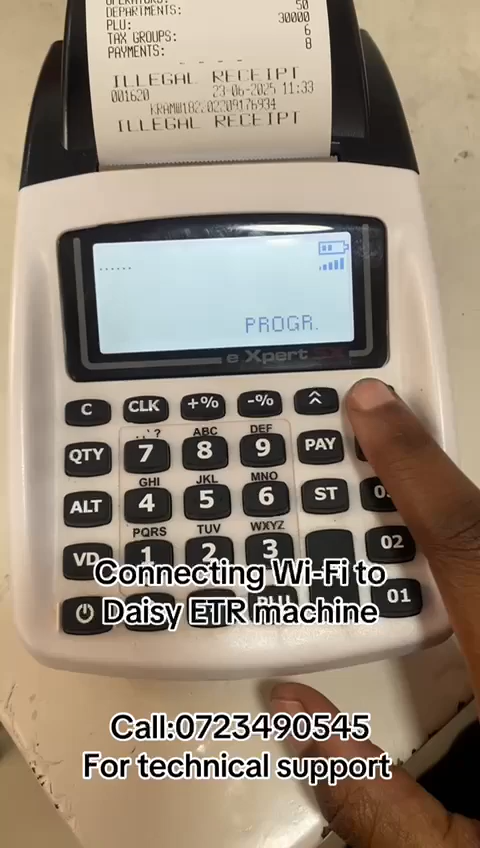 DEPARTMENTS: 50
PLU: 30000
TAX GROUPS: 6
PAYMENTS: 8
- - - -
ILLEGAL RECEIPT
001620 23-06-2025 11:33
ILLEGAL RECEIPT
......
PROGR.
e Xpert SX
C CLK +%  -%
.,'? ABC DEF
QTY 7 8 9 PAY
GHI JKL MNO
ALT 4 5 6 ST
PQRS TUV WXYZ
VD 1 2 3 02
01
Connecting Wi-Fi to
Daisy ETR machine
Call:0723490545
For technical support